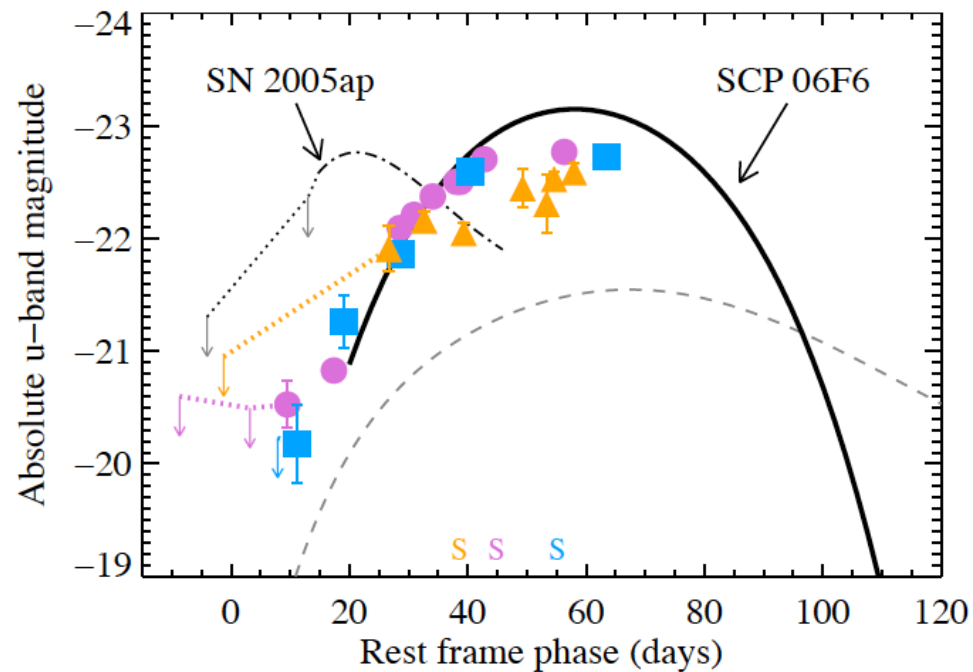 −24
SN 2005ap
SCP 06F6
−23
−22
−21
−20
−19
S S S
0 20 40 60 80 100 120
Rest frame phase (days)
Absolute u−band magnitude